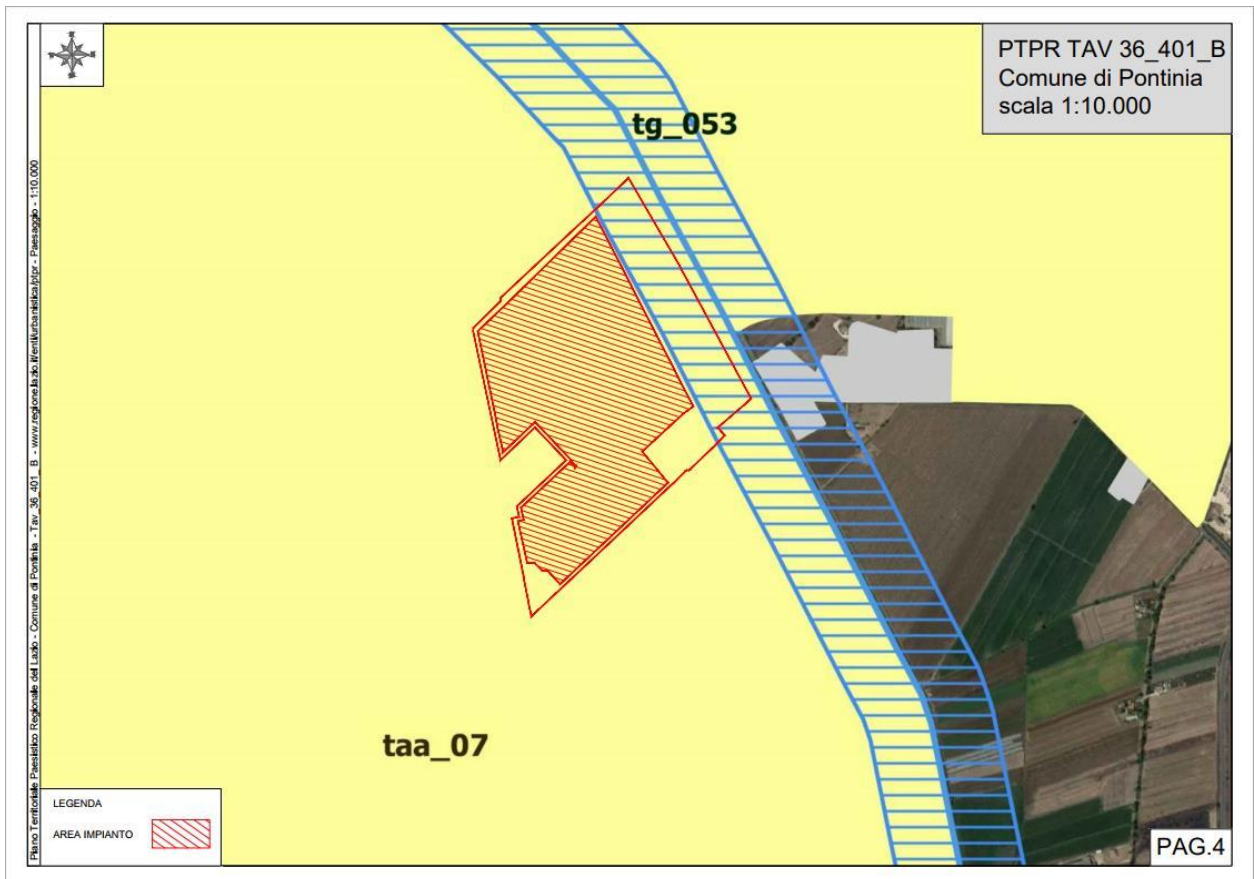 PTPR TAV 36_401_B
Comune di Pontinia
scala 1:10.000
tg_053
taa_07
LEGENDA
AREA IMPIANTO
PAG.4
Piano Territoriale Paesistico Regionale del Lazio - Comune di Pontinia - Tav_36_401_B - www.regione.lazio.it/enti/urbanistica/ptpr - Paesaggio - 1:10.000